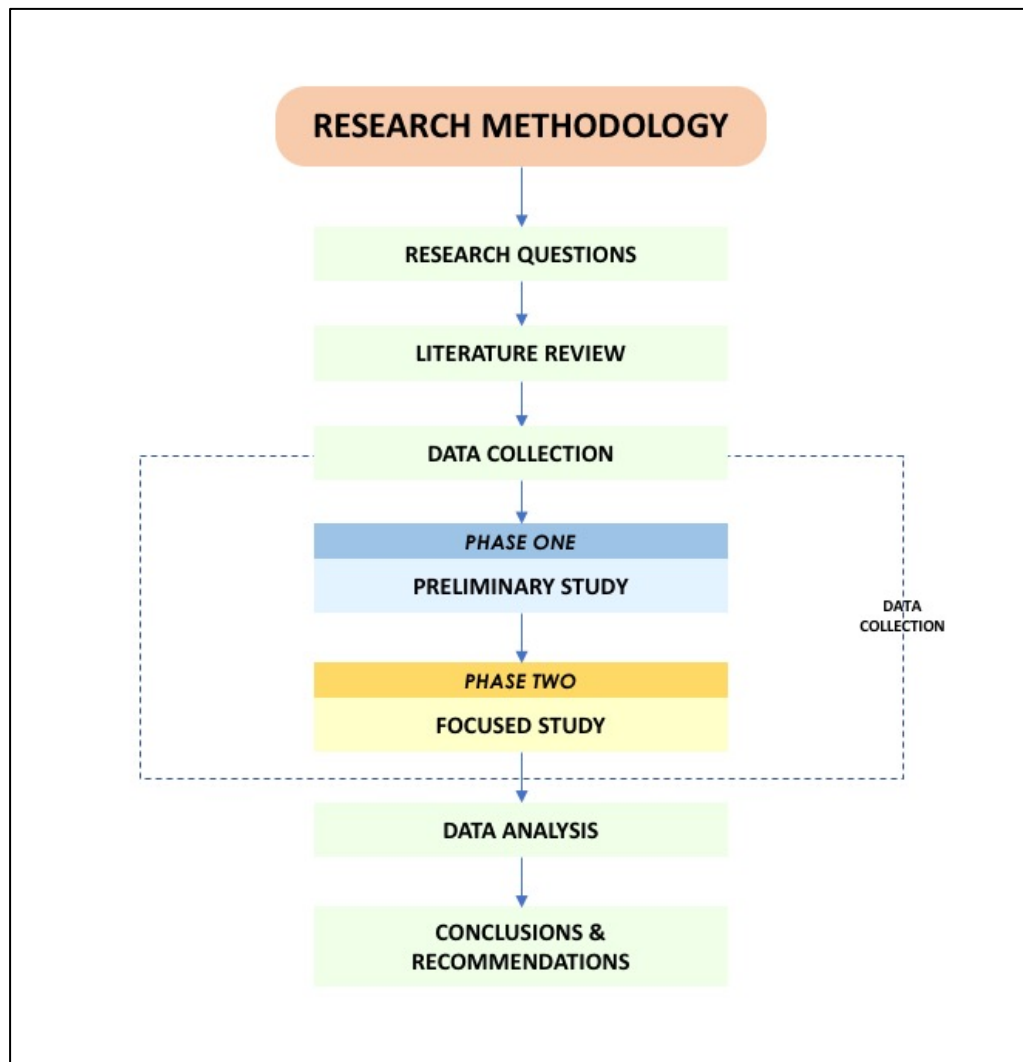 RESEARCH METHODOLOGY
RESEARCH QUESTIONS
LITERATURE REVIEW
DATA COLLECTION
PHASE ONE
PRELIMINARY STUDY
DATA
COLLECTION
PHASE TWO
FOCUSED STUDY
DATA ANALYSIS
CONCLUSIONS &
RECOMMENDATIONS